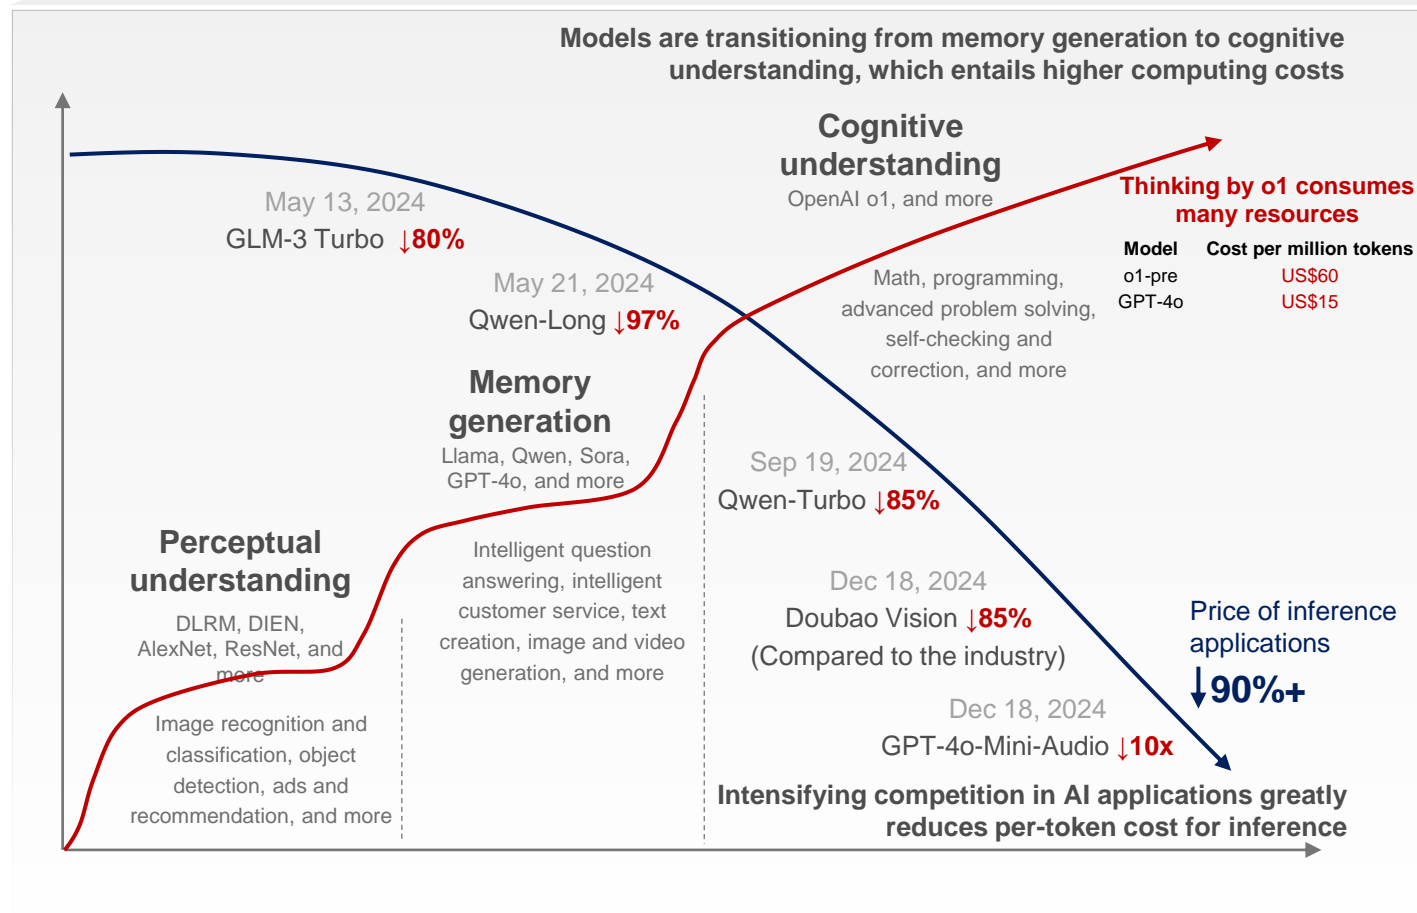 Models are transitioning from memory generation to cognitive
understanding, which entails higher computing costs
Cognitive
understanding
OpenAI o1, and more
Thinking by o1 consumes
many resources
Model Cost per million tokens
o1-pre US$60
GPT-4o US$15
Math, programming,
advanced problem solving,
self-checking and
correction, and more
May 13, 2024
GLM-3 Turbo ↓80%
May 21, 2024
Qwen-Long ↓97%
Memory
generation
Llama, Qwen, Sora,
GPT-4o, and more
Intelligent question
answering, intelligent
customer service, text
creation, image and video
generation, and more
Perceptual
understanding
DLRM, DIEN,
AlexNet, ResNet, and
more
Image recognition and
classification, object
detection, ads and
recommendation, and more
Sep 19, 2024
Qwen-Turbo ↓85%
Dec 18, 2024
Doubao Vision ↓85%
(Compared to the industry)
Dec 18, 2024
GPT-4o-Mini-Audio ↓10x
Price of inference
applications
↓90%+
Intensifying competition in AI applications greatly
reduces per-token cost for inference